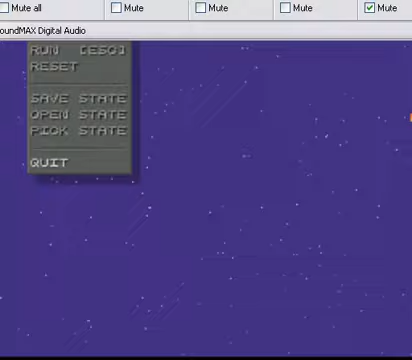 Mute all Mute Mute Mute Mute
oundMAX Digital Audio
RUN [ESC]
RESET
SAVE STATE
OPEN STATE
PICK STATE
QUIT